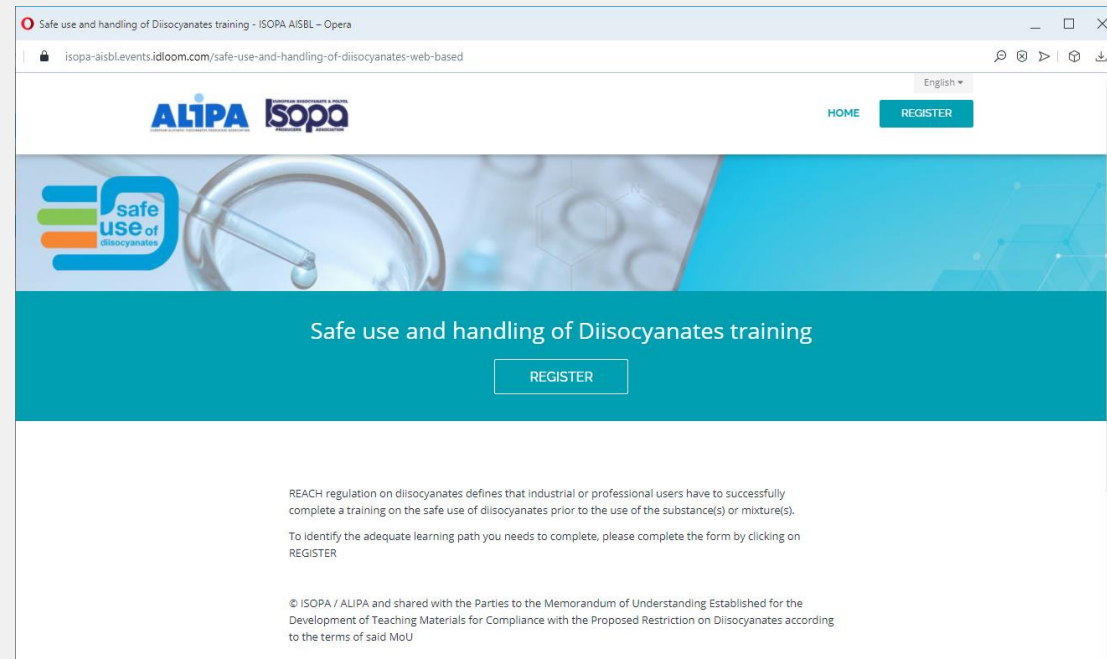 Safe use and handling of Diisocyanates training - ISOPA AISBL – Opera
isopa-aisbl.events.idloom.com/safe-use-and-handling-of-diisocyanates-web-based
English
ALIPA
isopa
HOME
REGISTER
safe
use of
diisocyanates
Safe use and handling of Diisocyanates training
REGISTER
REACH regulation on diisocyanates defines that industrial or professional users have to successfully
complete a training on the safe use of diisocyanates prior to the use of the substance(s) or mixture(s).
To identify the adequate learning path you needs to complete, please complete the form by clicking on
REGISTER
© ISOPA / ALIPA and shared with the Parties to the Memorandum of Understanding Established for the
Development of Teaching Materials for Compliance with the Proposed Restriction on Diisocyanates according
to the terms of said MoU